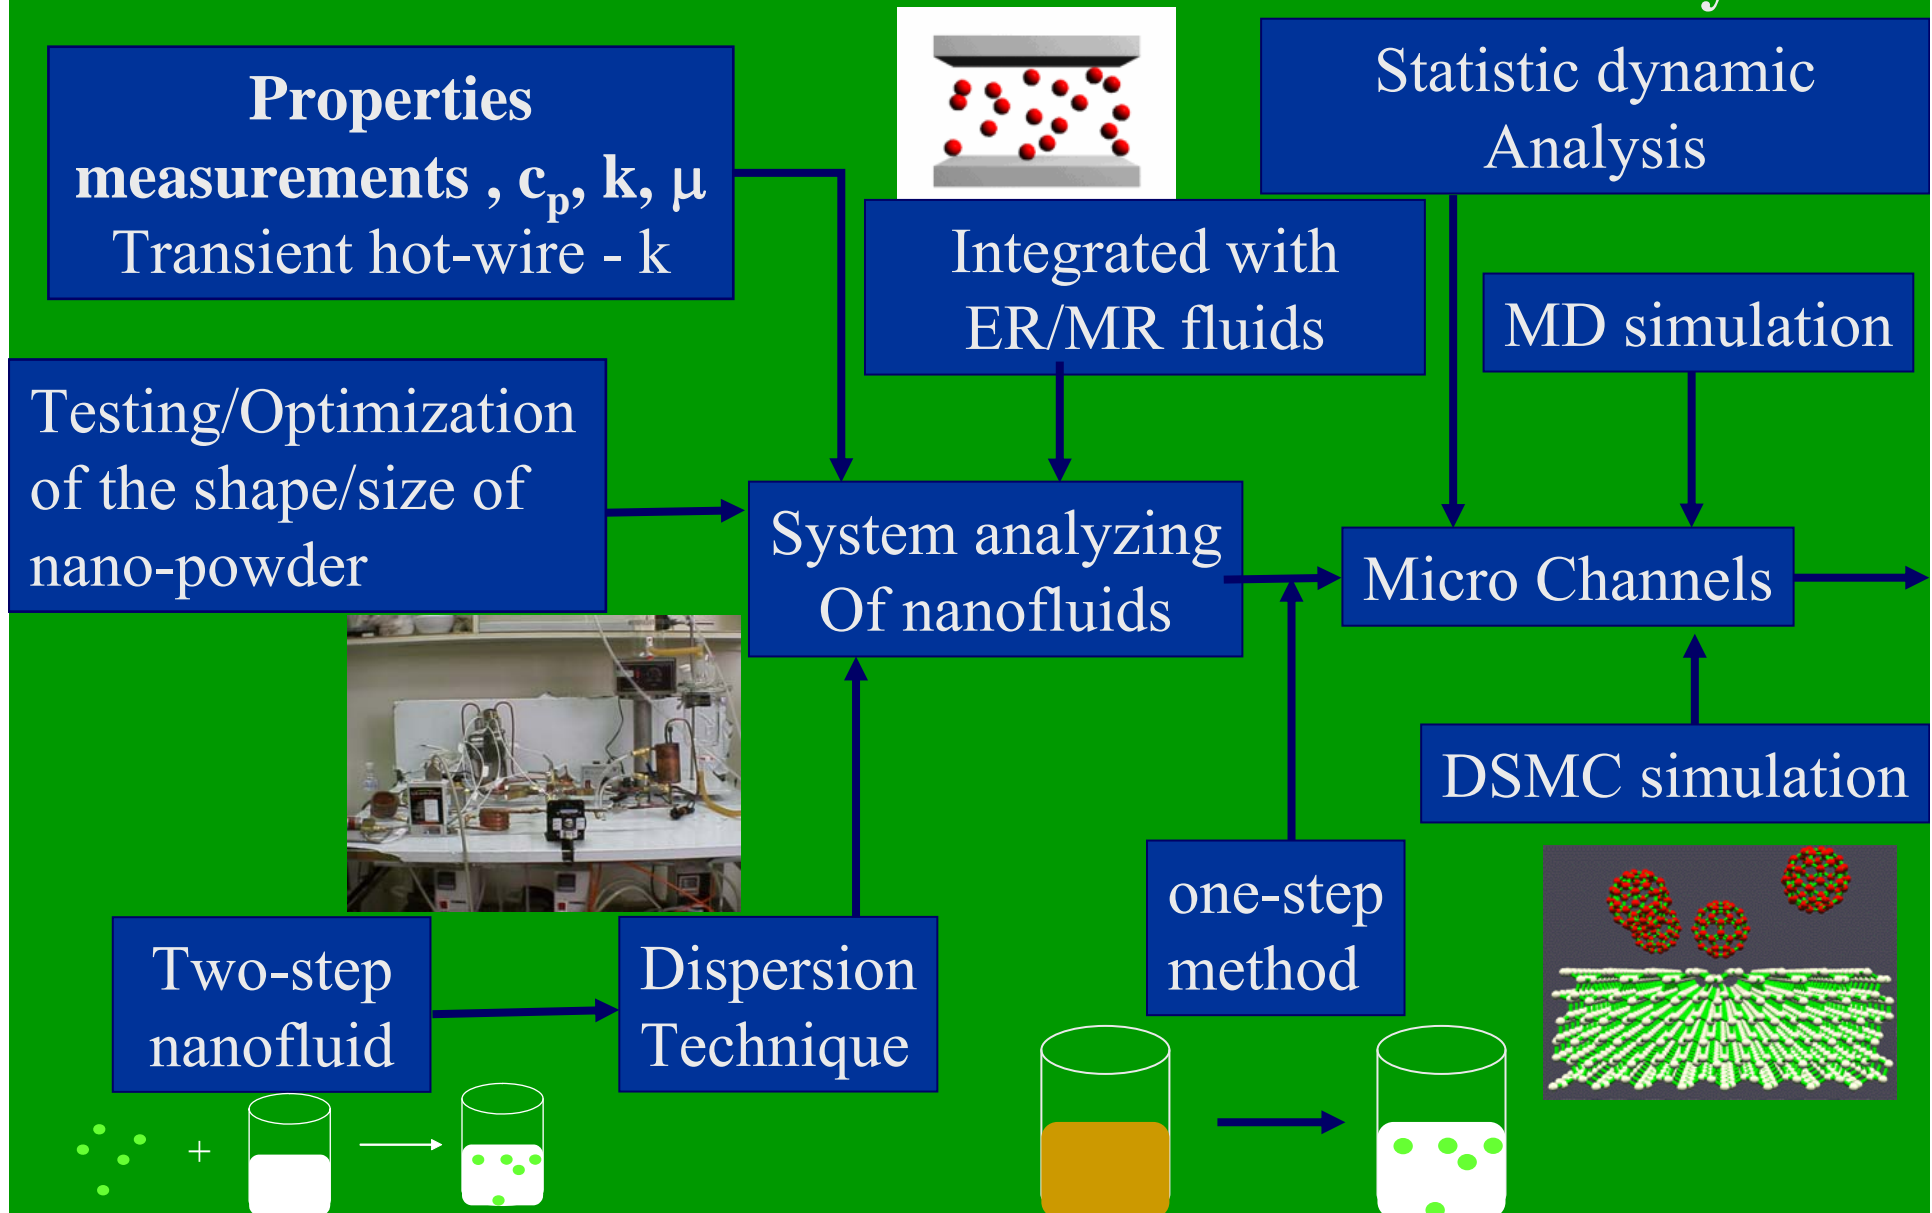 Properties
measurements , cp, k, μ
Transient hot-wire - k
Statistic dynamic
Analysis
Integrated with
ER/MR fluids
MD simulation
Testing/Optimization
of the shape/size of
nano-powder
System analyzing
Of nanofluids
Micro Channels
DSMC simulation
one-step
method
Two-step
nanofluid
Dispersion
Technique
+